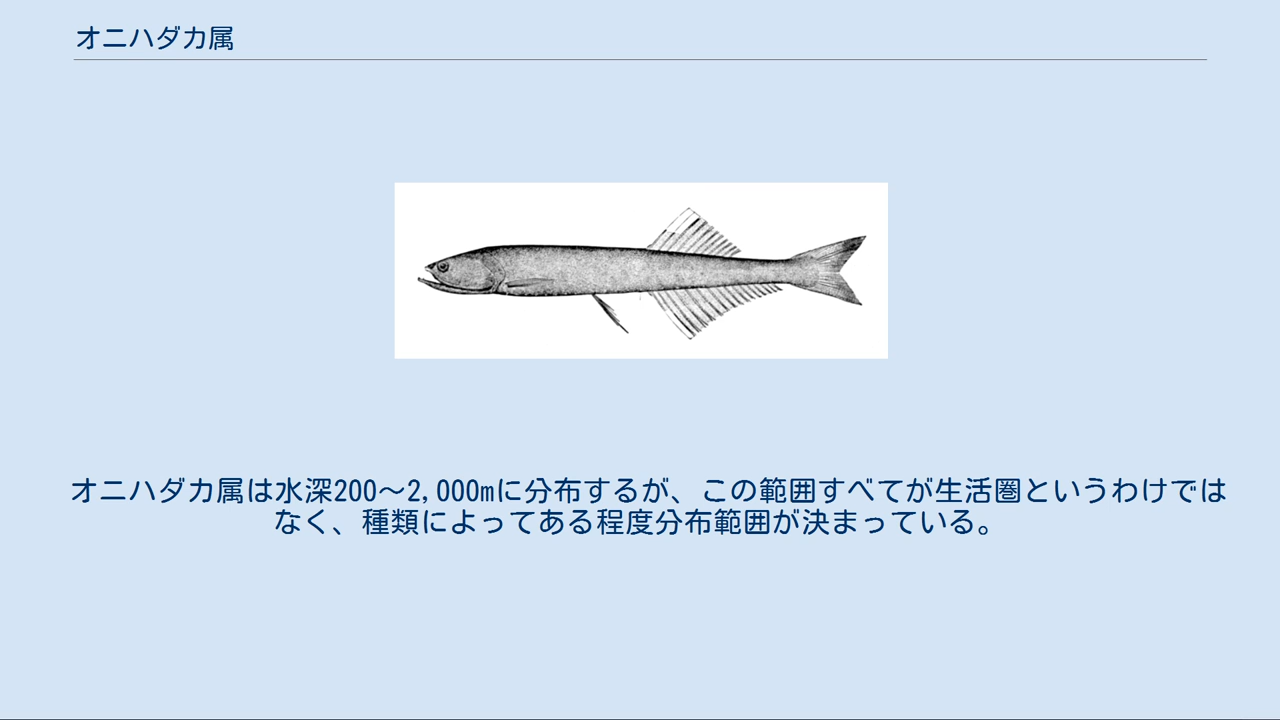 オニハダカ属
オニハダカ属は水深200～2,000mに分布するが、この範囲すべてが生活圏というわけでは
なく、種類によってある程度分布範囲が決まっている。